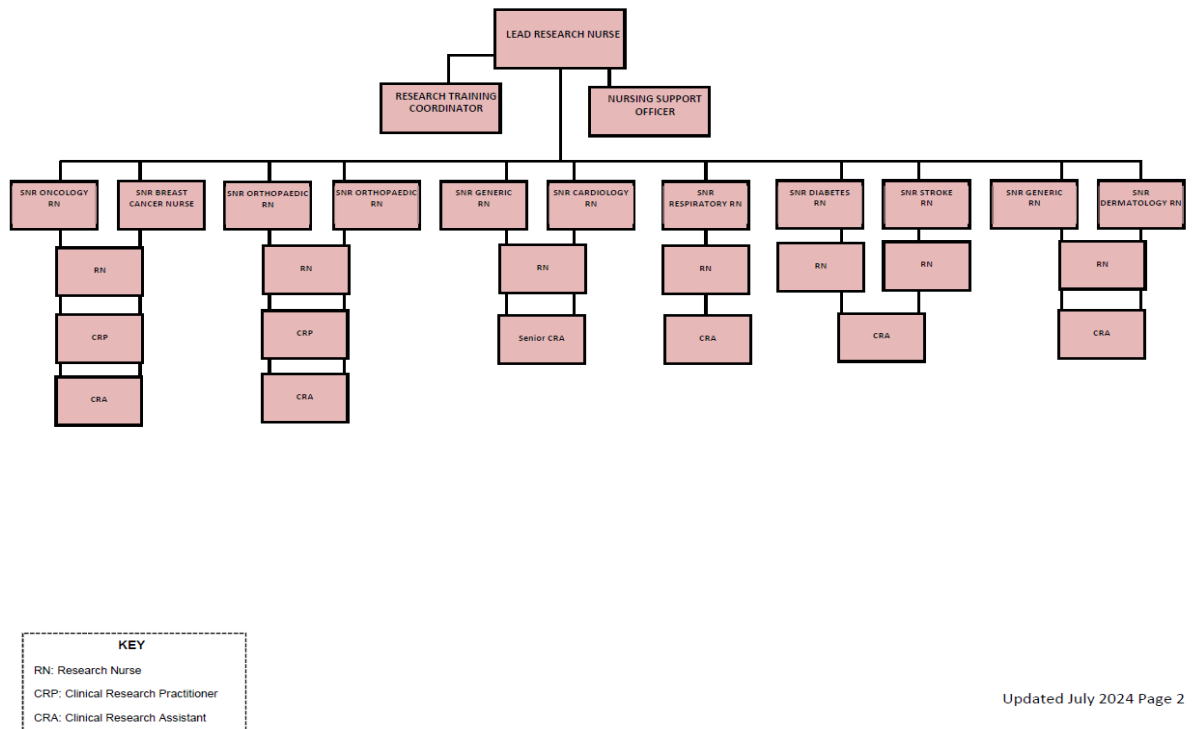 LEAD RESEARCH NURSE
RESEARCH TRAINING
COORDINATOR
NURSING SUPPORT
OFFICER
SNR ONCOLOGY
RN
SNR BREAST
CANCER NURSE
SNR ORTHOPAEDIC
RN
SNR ORTHOPAEDIC
RN
SNR GENERIC
RN
SNR CARDIOLOGY
RN
SNR
RESPIRATORY RN
SNR DIABETES
RN
SNR STROKE
RN
SNR GENERIC
RN
SNR
DERMATOLOGY RN
RN
RN
RN
RN
RN
RN
RN
CRP
CRP
Senior CRA
CRA
CRA
CRA
CRA
CRA
KEY
RN: Research Nurse
CRP: Clinical Research Practitioner
CRA: Clinical Research Assistant
Updated July 2024 Page 2